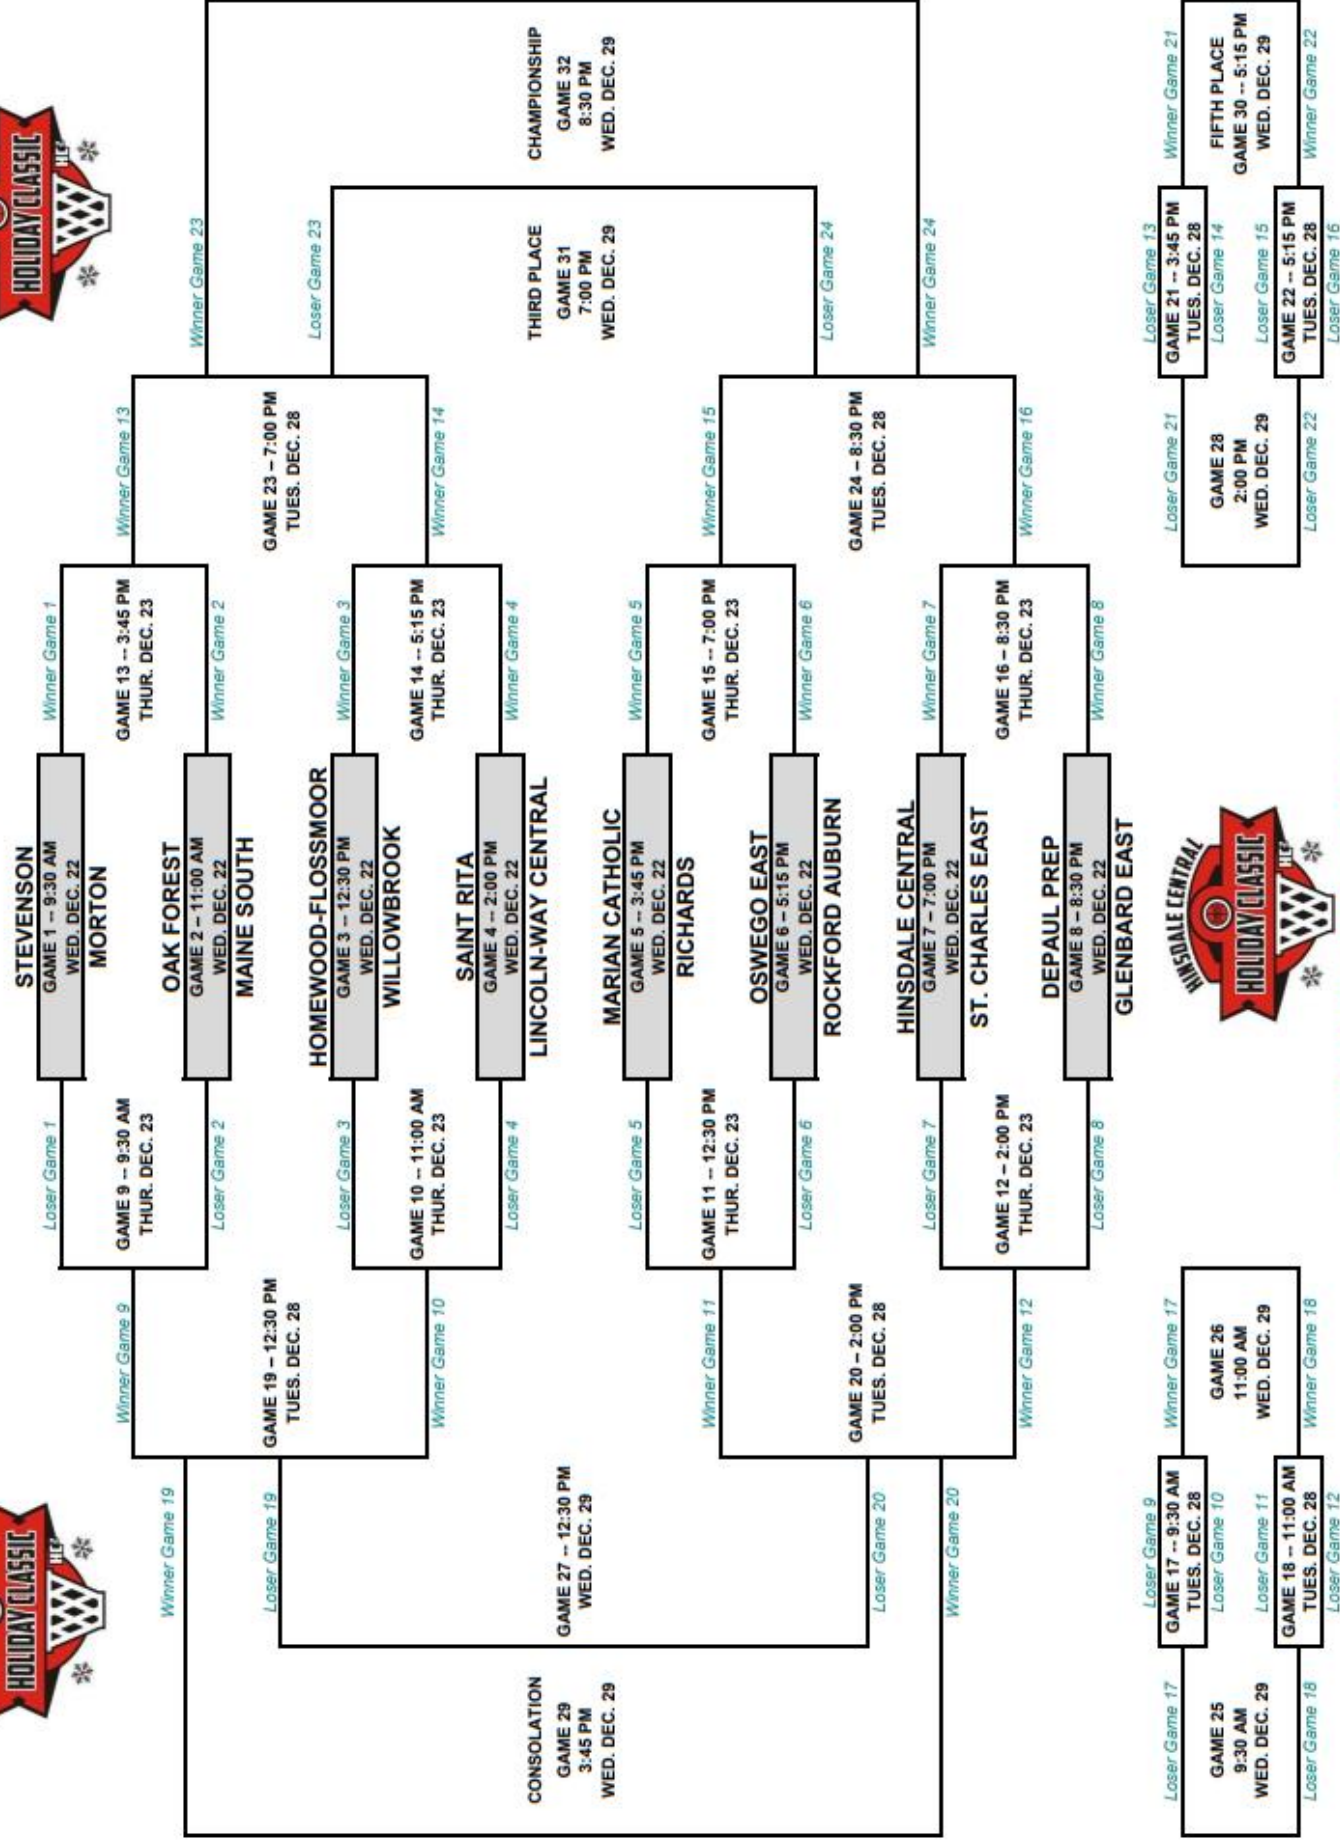 HOLIDAY CLASSIC
HC
HOLIDAY CLASSIC
HC
STEVENSON
GAME 1 -- 9:30 AM
WED. DEC. 22
MORTON
OAK FOREST
GAME 2 – 11:00 AM
WED. DEC. 22
MAINE SOUTH
HOMEWOOD-FLOSSMOOR
GAME 3 -- 12:30 PM
WED. DEC. 22
WILLOWBROOK
SAINT RITA
GAME 4 -- 2:00 PM
WED. DEC. 22
LINCOLN-WAY CENTRAL
MARIAN CATHOLIC
GAME 5 -- 3:45 PM
WED. DEC. 22
RICHARDS
OSWEGO EAST
GAME 6 – 5:15 PM
WED. DEC. 22
ROCKFORD AUBURN
HINSDALE CENTRAL
GAME 7 – 7:00 PM
WED. DEC. 22
ST. CHARLES EAST
DEPAUL PREP
GAME 8 – 8:30 PM
WED. DEC. 22
GLENBARD EAST
Loser Game 1
GAME 9 – 9:30 AM
THUR. DEC. 23
Loser Game 2
Loser Game 3
GAME 10 – 11:00 AM
THUR. DEC. 23
Loser Game 4
Loser Game 5
GAME 11 -- 12:30 PM
THUR. DEC. 23
Loser Game 6
Loser Game 7
GAME 12 – 2:00 PM
THUR. DEC. 23
Loser Game 8
Winner Game 1
GAME 13 -- 3:45 PM
THUR. DEC. 23
Winner Game 2
Winner Game 3
GAME 14 -- 5:15 PM
THUR. DEC. 23
Winner Game 4
Winner Game 5
GAME 15 -- 7:00 PM
THUR. DEC. 23
Winner Game 6
Winner Game 7
GAME 16 – 8:30 PM
THUR. DEC. 23
Winner Game 8
Winner Game 9
GAME 19 – 12:30 PM
TUES. DEC. 28
Winner Game 10
Winner Game 11
GAME 20 – 2:00 PM
TUES. DEC. 28
Winner Game 12
Winner Game 13
GAME 23 – 7:00 PM
TUES. DEC. 28
Winner Game 14
Winner Game 15
GAME 24 – 8:30 PM
TUES. DEC. 28
Winner Game 16
Winner Game 19
Loser Game 19
GAME 27 -- 12:30 PM
WED. DEC. 29
Loser Game 20
Winner Game 20
CONSOLATION
GAME 29
3:45 PM
WED. DEC. 29
Winner Game 23
Loser Game 23
THIRD PLACE
GAME 31
7:00 PM
WED. DEC. 29
Loser Game 24
Winner Game 24
CHAMPIONSHIP
GAME 32
8:30 PM
WED. DEC. 29
Loser Game 17
GAME 25
9:30 AM
WED. DEC. 29
Loser Game 18
Loser Game 9
GAME 17 -- 9:30 AM
TUES. DEC. 28
Loser Game 10
Loser Game 11
GAME 18 -- 11:00 AM
TUES. DEC. 28
Loser Game 12
Winner Game 17
GAME 26
11:00 AM
WED. DEC. 29
Winner Game 18
HINSDALE CENTRAL
HOLIDAY CLASSIC
HC
Loser Game 21
GAME 28
2:00 PM
WED. DEC. 29
Loser Game 22
Loser Game 13
GAME 21 -- 3:45 PM
TUES. DEC. 28
Loser Game 14
Loser Game 15
GAME 22 -- 5:15 PM
TUES. DEC. 28
Loser Game 16
Winner Game 21
FIFTH PLACE
GAME 30 -- 5:15 PM
WED. DEC. 29
Winner Game 22